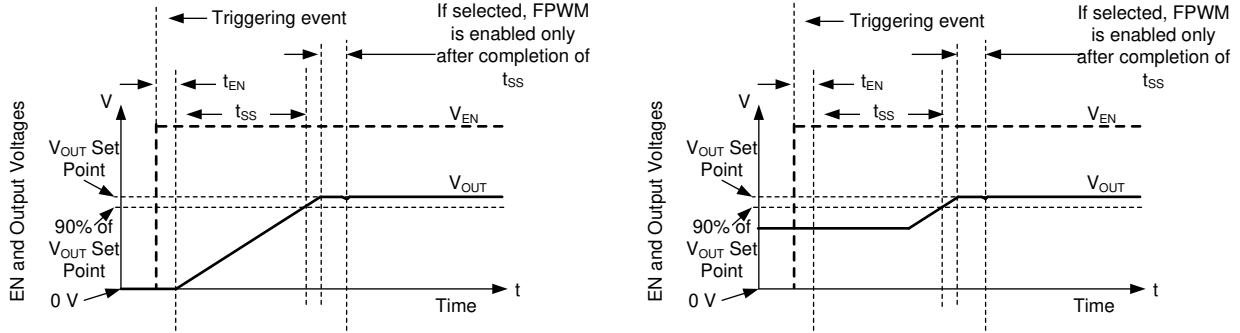 Triggering event
If selected, FPWM
is enabled only
after completion of
tSS
tEN
V
tSS
VEN
VOUT Set
Point
VOUT
90% of
VOUT Set
Point
0 V
Time
t
EN and Output Voltages
Triggering event
If selected, FPWM
is enabled only
after completion of
tSS
tEN
V
tSS
VEN
VOUT Set
Point
VOUT
90% of
VOUT Set
Point
0 V
Time
t
EN and Output Voltages